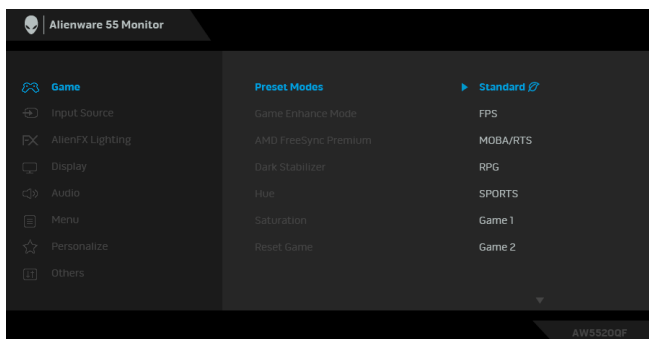 Alienware 55 Monitor
Game
Input Source
FX AlienFX Lighting
Display
Audio
Menu
Personalize
Others
Preset Modes
Game Enhance Mode
AMD FreeSync Premium
Dark Stabilizer
Hue
Saturation
Reset Game
Standard
FPS
MOBA/RTS
RPG
SPORTS
Game 1
Game 2
AW5520QF